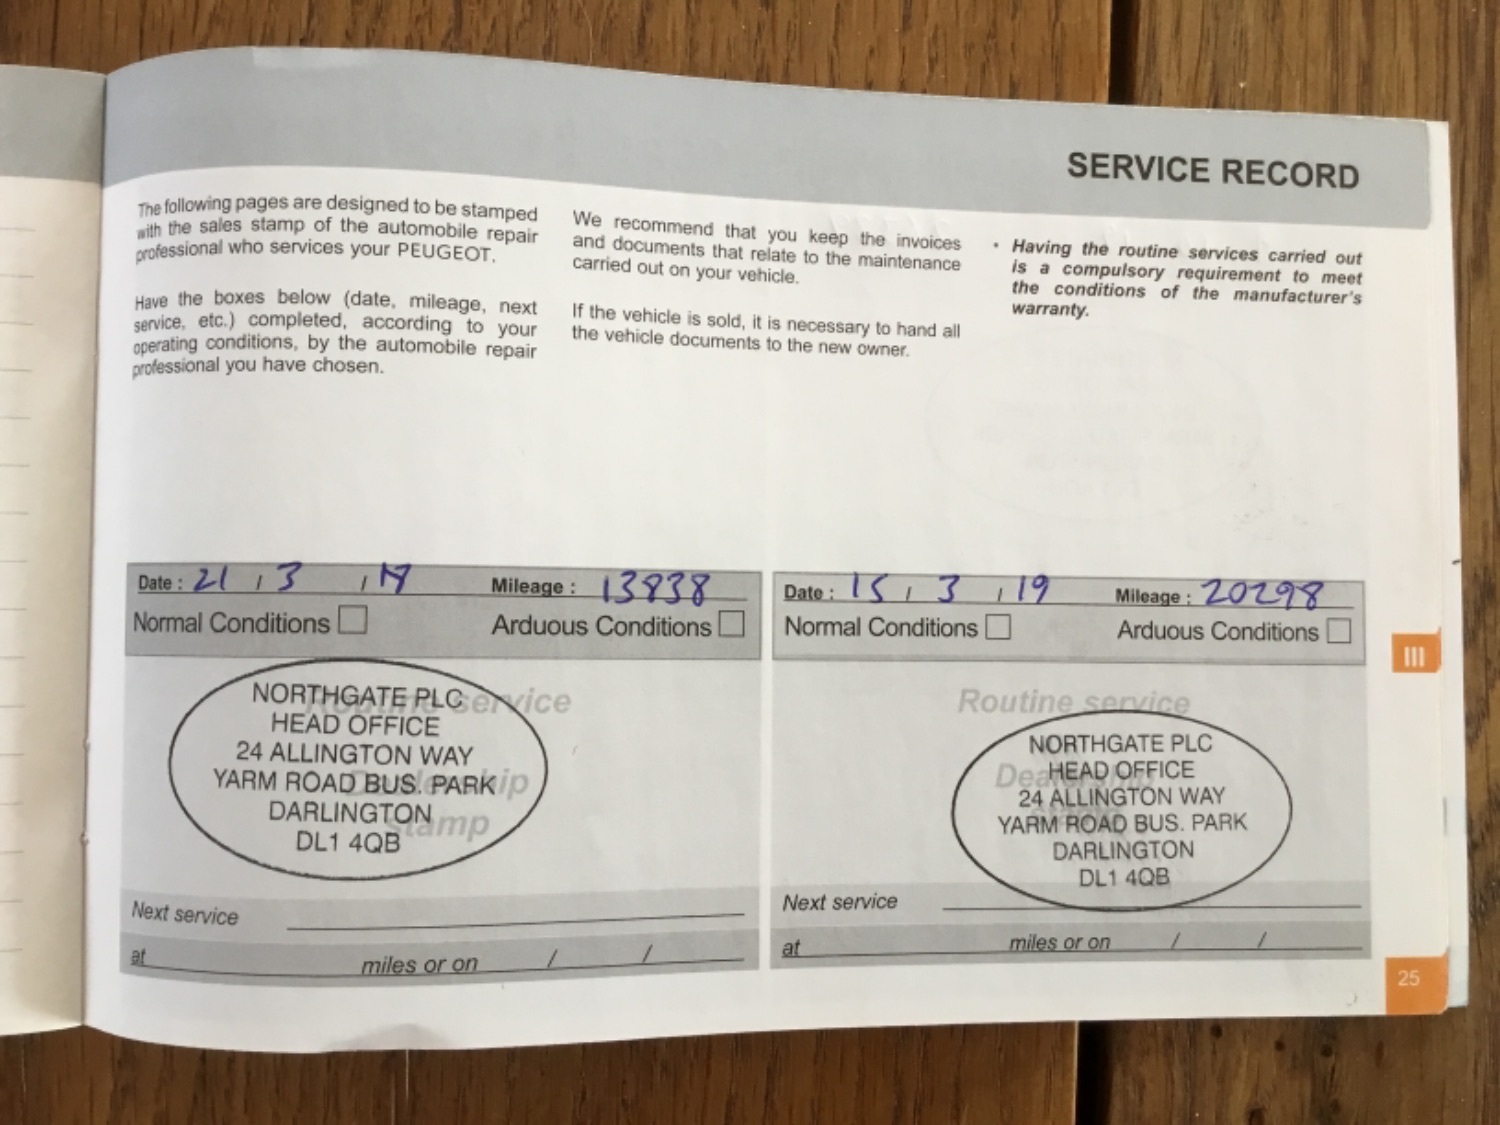 SERVICE RECORD
The following pages are designed to be stamped
with the sales stamp of the automobile repair
professional who services your PEUGEOT.
Have the boxes below (date, mileage, next
service, etc.) completed, according to your
operating conditions, by the automobile repair
professional you have chosen.
We recommend that you keep the invoices
and documents that relate to the maintenance
carried out on your vehicle.
If the vehicle is sold, it is necessary to hand all
the vehicle documents to the new owner.
• Having the routine services carried out
is a compulsory requirement to meet
the conditions of the manufacturer's
warranty.
Date : 21 / 3 / Mileage : 13838
Normal Conditions Arduous Conditions
Routine service
Dealership
stamp
NORTHGATE PLC
HEAD OFFICE
24 ALLINGTON WAY
YARM ROAD BUS. PARK
DARLINGTON
DL1 4QB
Next service
at miles or on / /
Date : 15 / 3 / 19 Mileage : 20298
Normal Conditions Arduous Conditions
Routine service
Dealership
NORTHGATE PLC
HEAD OFFICE
24 ALLINGTON WAY
YARM ROAD BUS. PARK
DARLINGTON
DL1 4QB
Next service
at miles or on / /
III
25